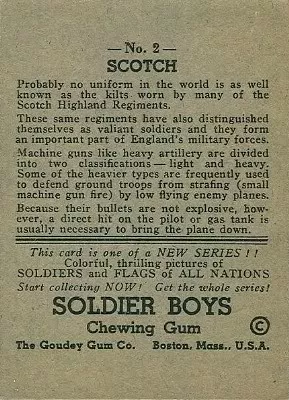 —No. 2—
SCOTCH
Probably no uniform in the world is as well
known as the kilts worn by many of the
Scotch Highland Regiments.
These same regiments have also distinguished
themselves as valiant soldiers and they form
an important part of England's military forces.
Machine guns like heavy artillery are divided
into two classifications—light and heavy.
Some of the heavier types are frequently used
to defend ground troops from strafing (small
machine gun fire) by low flying enemy planes.
Because their bullets are not explosive, how-
ever, a direct hit on the pilot or gas tank is
usually necessary to bring the plane down.
This card is one of a NEW SERIES!!
Colorful, thrilling pictures of
SOLDIERS and FLAGS of ALL NATIONS
Start collecting NOW! Get the whole series!
SOLDIER BOYS
Chewing Gum ©
The Goudey Gum Co. Boston, Mass., U.S.A.